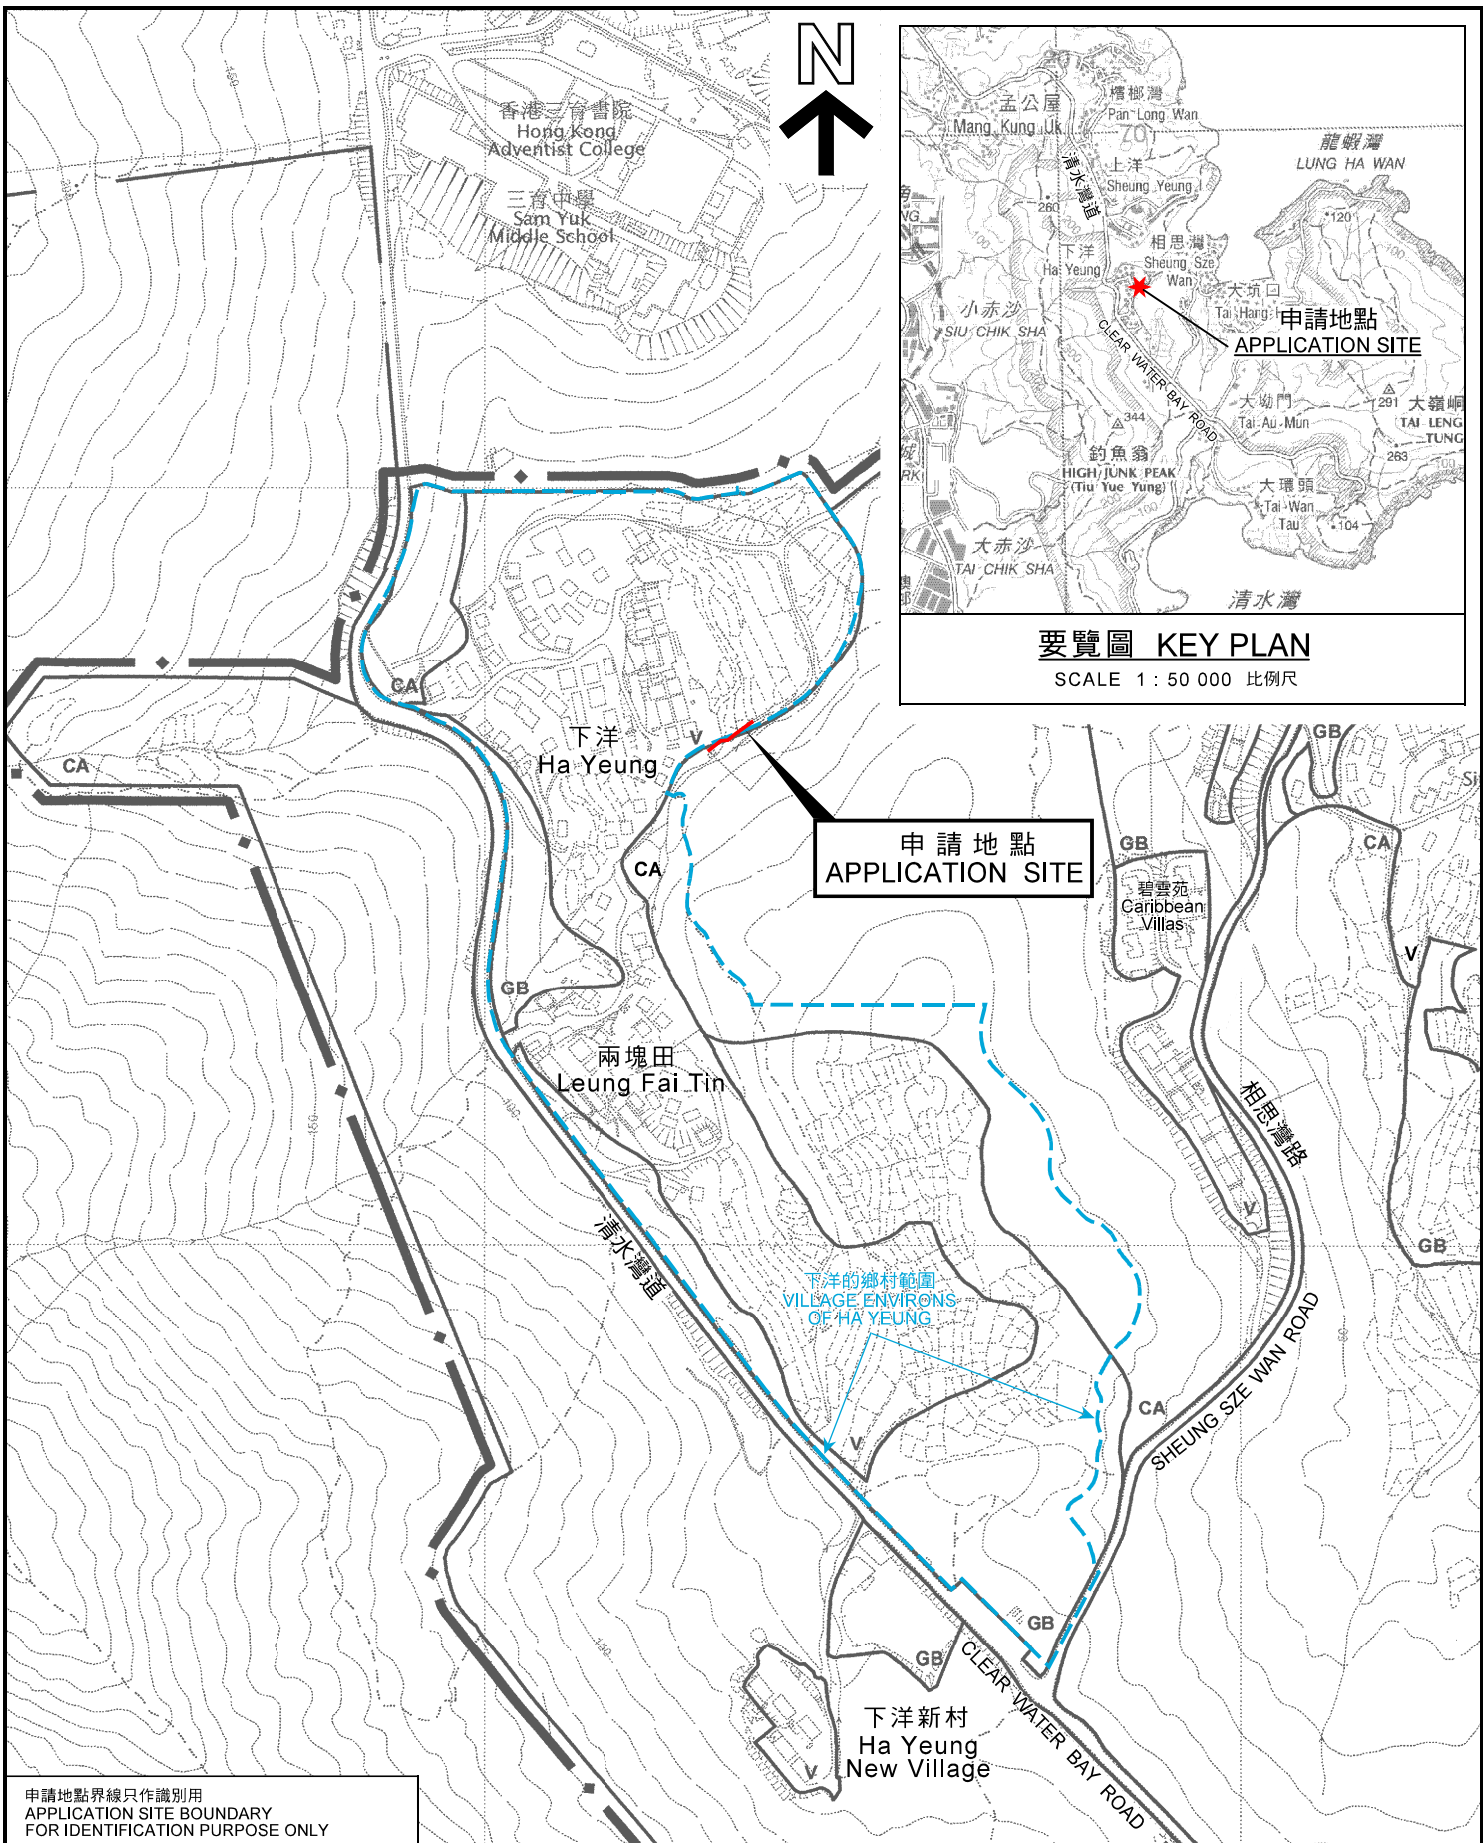 N
香港三育書院
Hong Kong
Adventist College
三育中學
Sam Yuk
Middle School
孟公屋
Mang Kung Uk
檳榔灣
Pan Long Wan
龍蝦灣
LUNG HA WAN
清水灣道
上洋
Sheung Yeung
260
120
下洋
Ha Yeung
相思灣
Sheung Sze
Wan
大坑口
Tai Hang
小赤沙
SIU CHIK SHA
申請地點
APPLICATION SITE
CLEAR WATER BAY ROAD
大坳門
Tai Au Mun
291
大嶺峒
TAI LENG
TUNG
344
263
釣魚翁
HIGH JUNK PEAK
(Tiu Yue Yung)
大環頭
Tai Wan
Tau
104
大赤沙
TAI CHIK SHA
清水灣
要覽圖 KEY PLAN
SCALE 1 : 50 000 比例尺
CA
下洋
Ha Yeung
V
CA
GB
申請地點
APPLICATION SITE
CA
GB
CA
碧雲苑
Caribbean
Villas
V
GB
兩塊田
Leung Fai Tin
相思灣路
V
GB
清水灣道
下洋的鄉村範圍
VILLAGE ENVIRONS
OF HA YEUNG
CA
SHEUNG SZE WAN ROAD
V
GB
GB
CLEAR WATER BAY ROAD
下洋新村
Ha Yeung
New Village
V
申請地點界線只作識別用
APPLICATION SITE BOUNDARY
FOR IDENTIFICATION PURPOSE ONLY